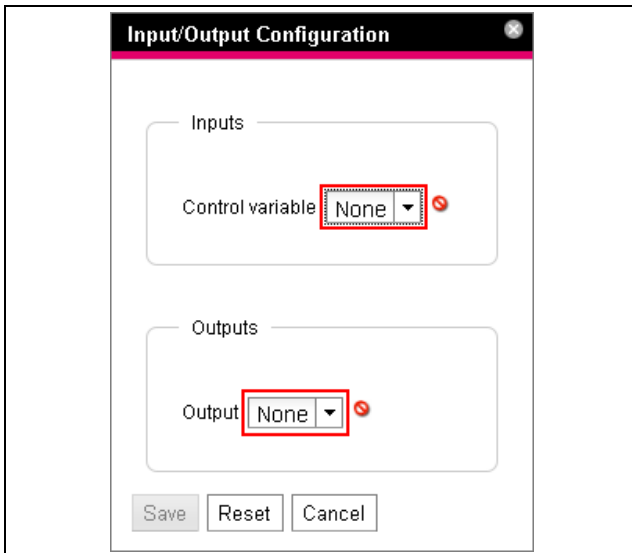 Input/Output Configuration
Inputs
Control variable None
Outputs
Output None
Save Reset Cancel